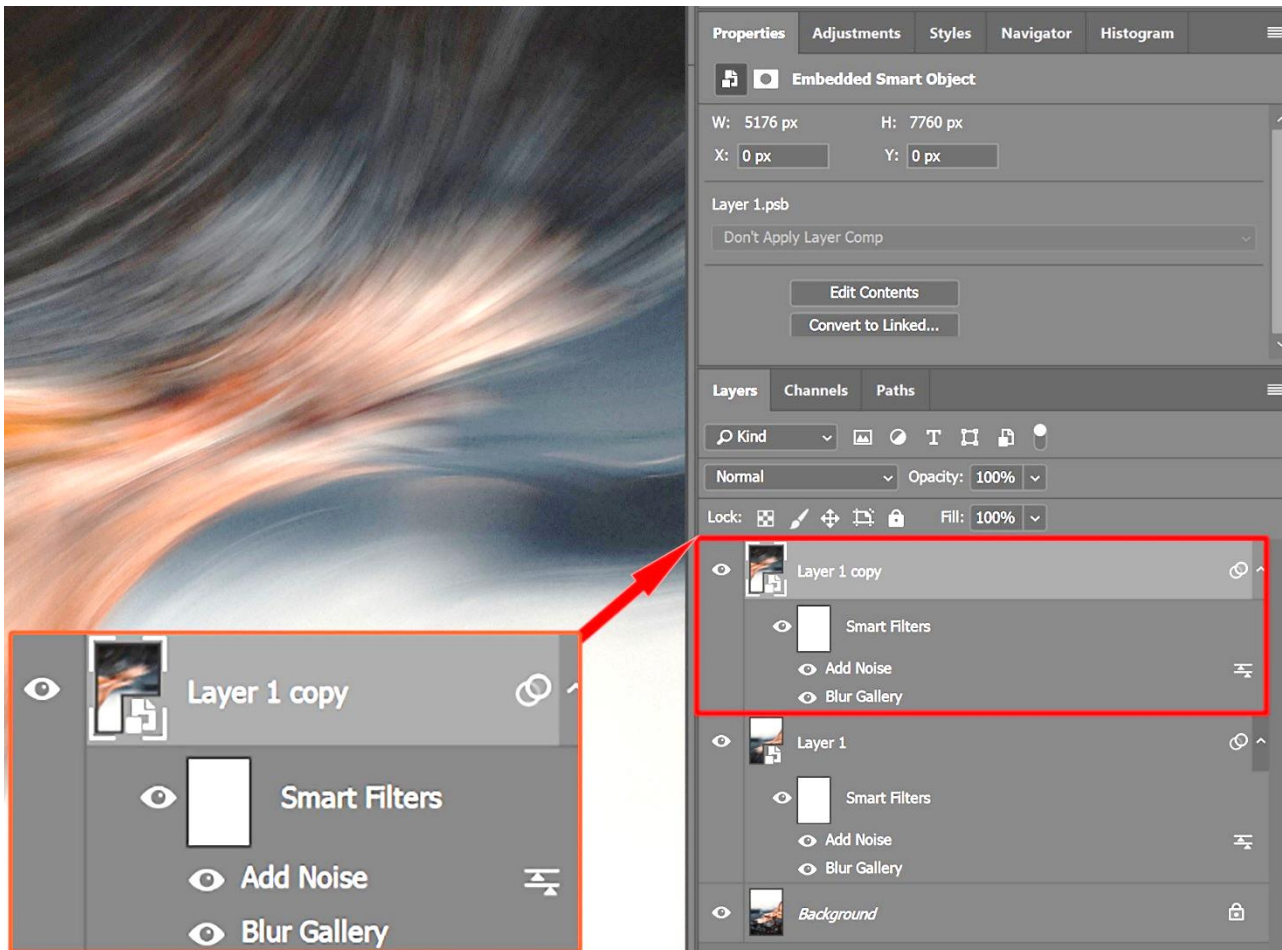 Properties Adjustments Styles Navigator Histogram
Embedded Smart Object
W: 5176 px H: 7760 px
X: 0 px Y: 0 px
Layer 1.psb
Don't Apply Layer Comp
Edit Contents
Convert to Linked...
Layers Channels Paths
Kind
Normal Opacity: 100%
Lock: Fill: 100%
Layer 1 copy
Smart Filters
Add Noise
Blur Gallery
Layer 1
Smart Filters
Add Noise
Blur Gallery
Background
Layer 1 copy
Smart Filters
Add Noise
Blur Gallery